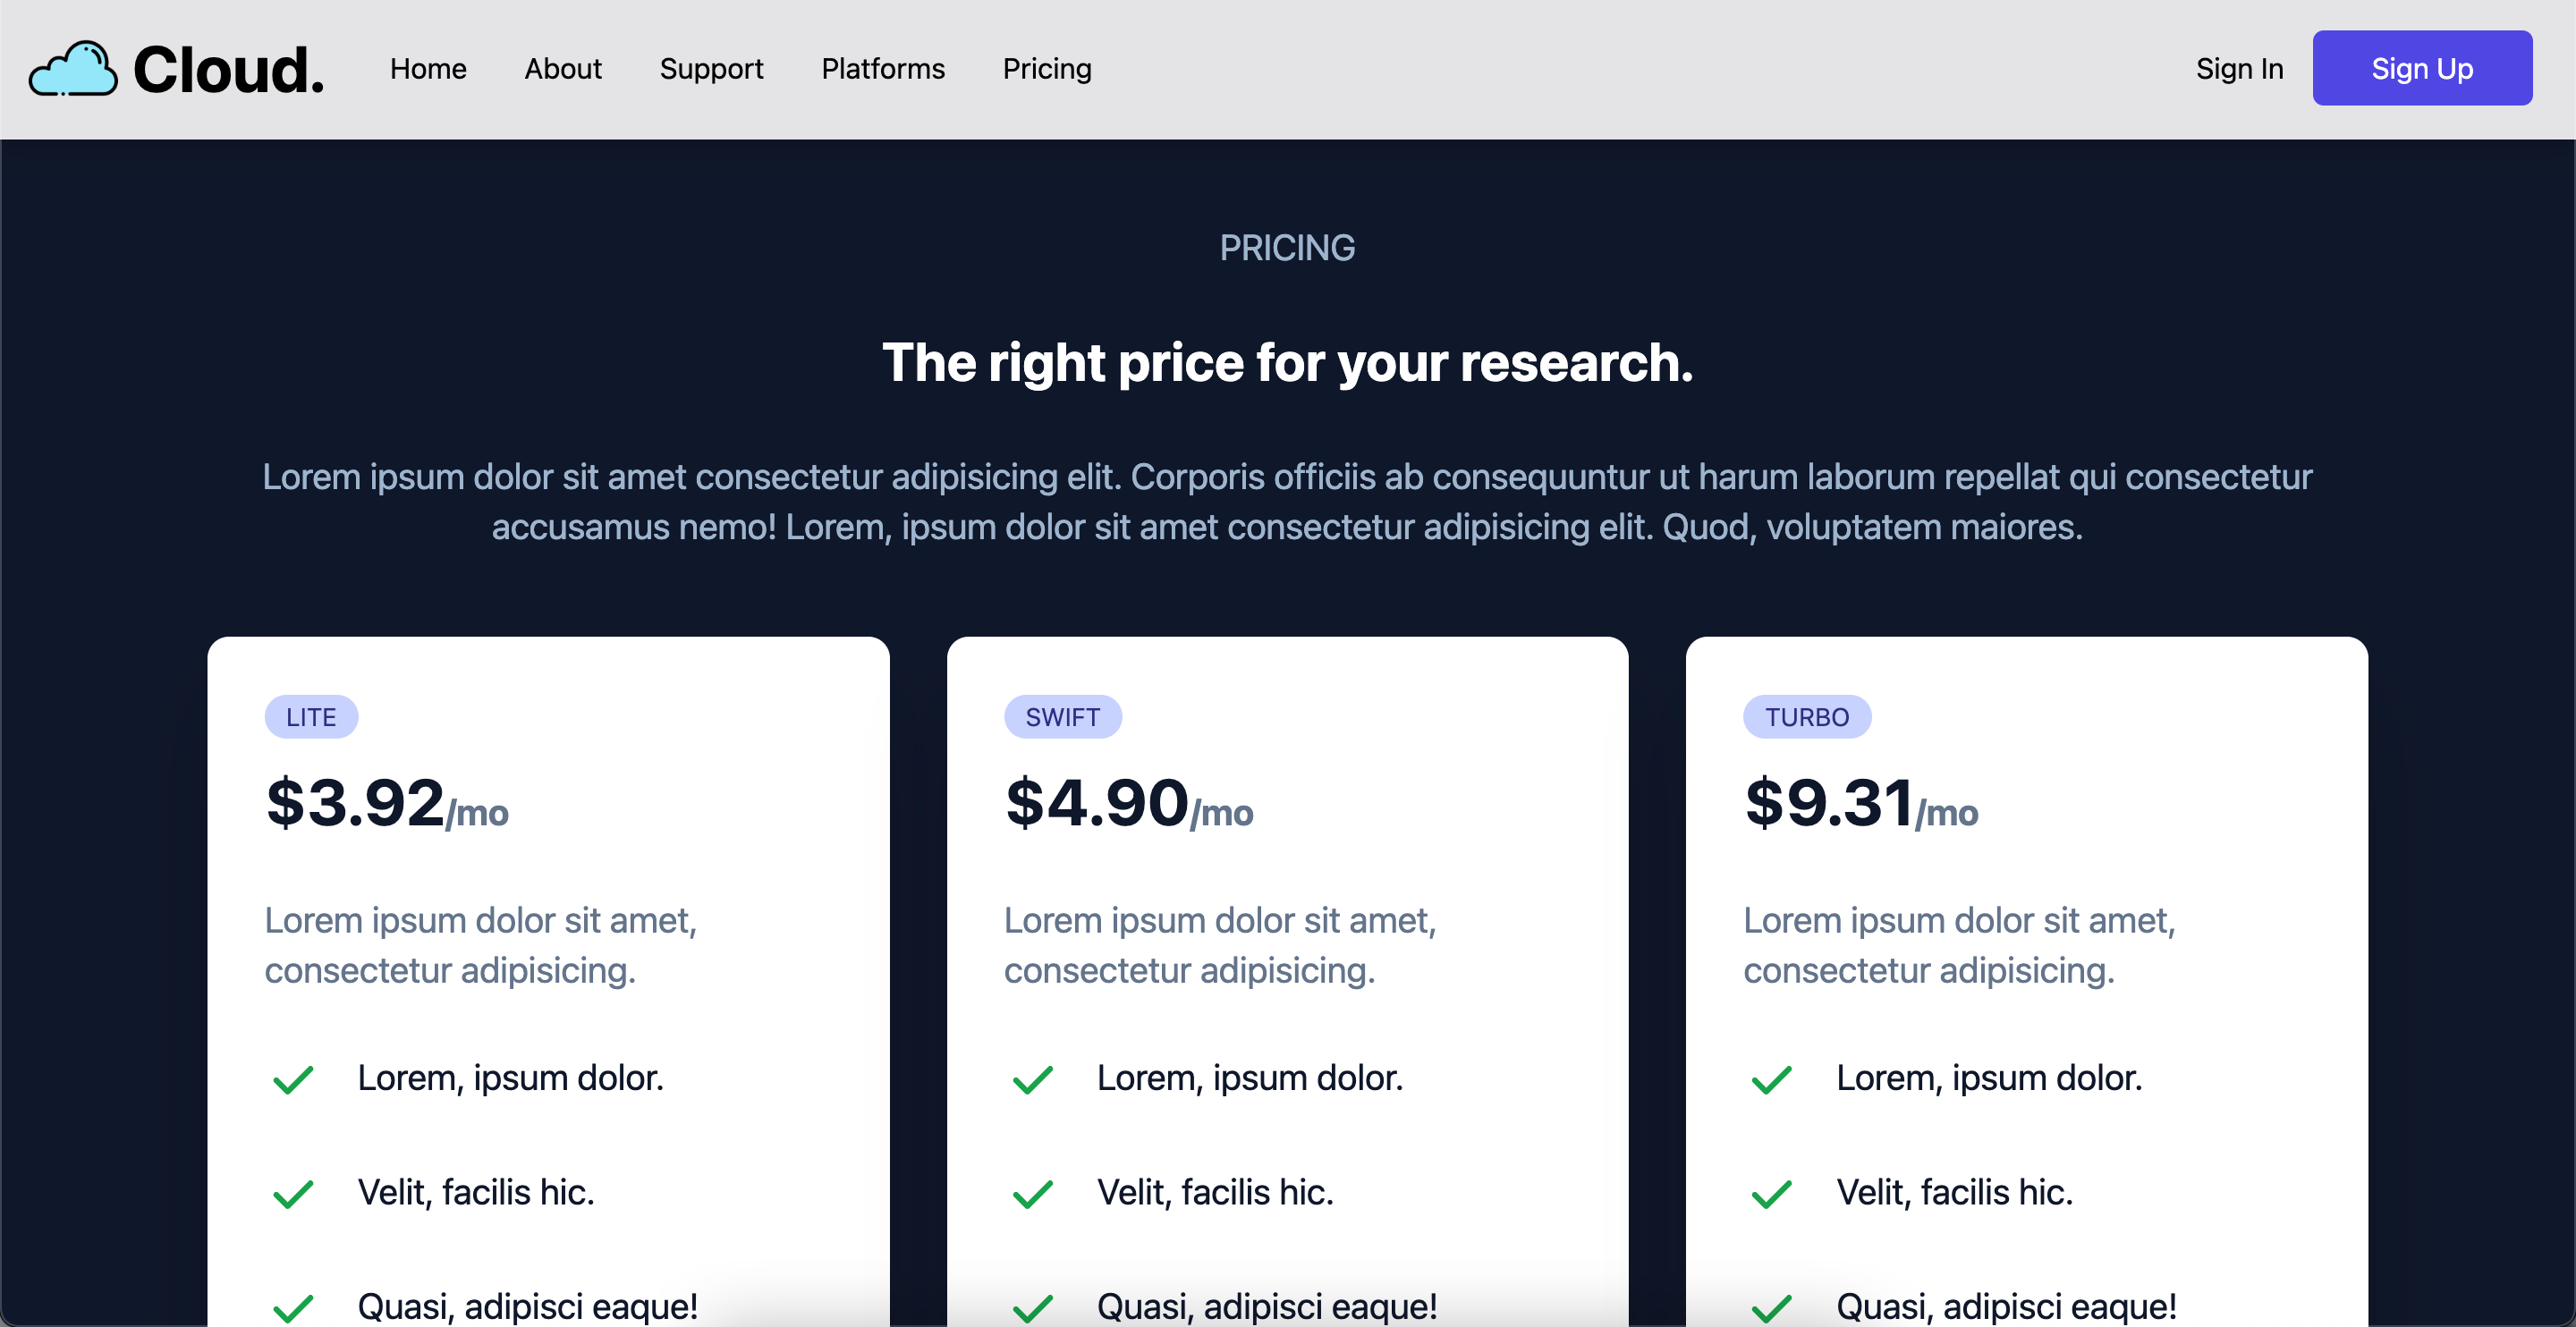 Cloud. Home About Support Platforms Pricing Sign In Sign Up
PRICING
The right price for your research.
Lorem ipsum dolor sit amet consectetur adipisicing elit. Corporis officiis ab consequuntur ut harum laborum repellat qui consectetur
accusamus nemo! Lorem, ipsum dolor sit amet consectetur adipisicing elit. Quod, voluptatem maiores.
LITE
$3.92/mo
Lorem ipsum dolor sit amet,
consectetur adipisicing.
Lorem, ipsum dolor.
Velit, facilis hic.
Quasi, adipisci eaque!
SWIFT
$4.90/mo
Lorem ipsum dolor sit amet,
consectetur adipisicing.
Lorem, ipsum dolor.
Velit, facilis hic.
Quasi, adipisci eaque!
TURBO
$9.31/mo
Lorem ipsum dolor sit amet,
consectetur adipisicing.
Lorem, ipsum dolor.
Velit, facilis hic.
Quasi, adipisci eaque!